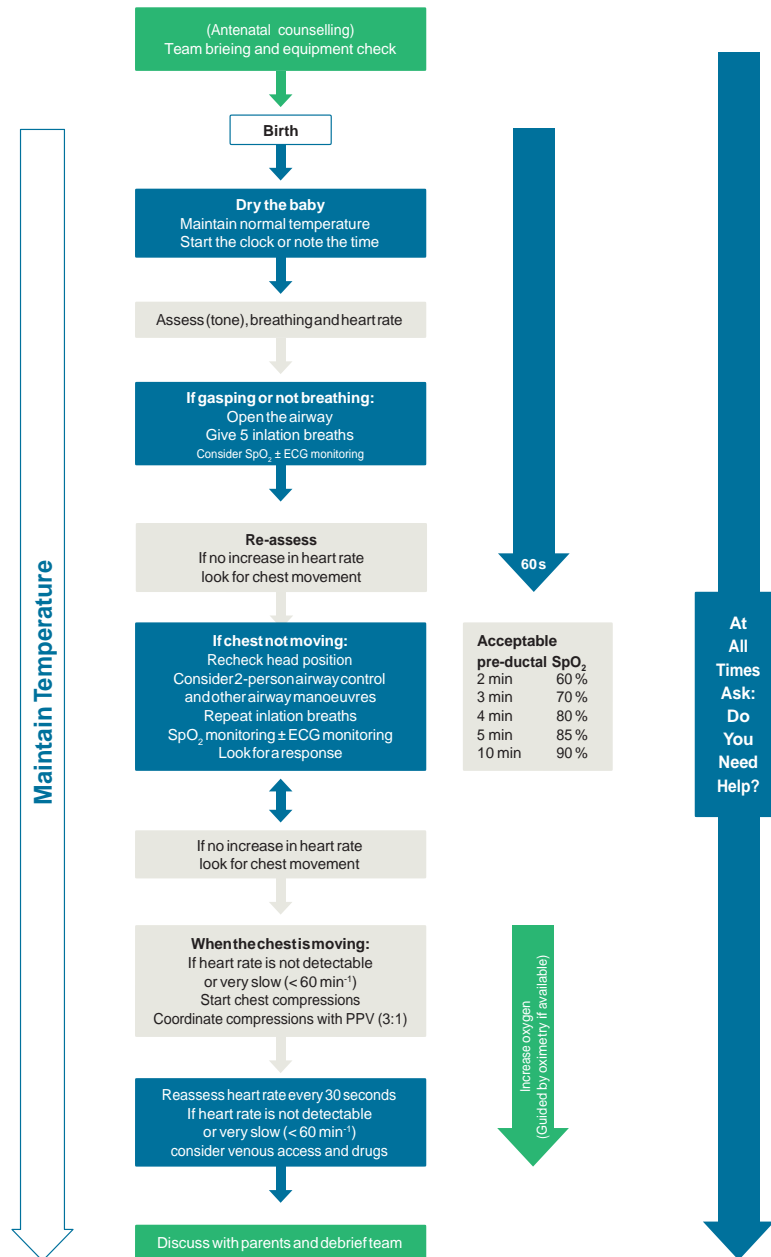 (Antenatal counselling)
Team brieing and equipment check
Birth
Dry the baby
Maintain normal temperature
Start the clock or note the time
Assess (tone), breathing and heart rate
If gasping or not breathing:
Open the airway
Give 5 inlation breaths
Consider SpO₂ ± ECG monitoring
Re-assess
If no increase in heart rate
look for chest movement
60 s
If chest not moving:
Recheck head position
Consider 2-person airway control
and other airway manoeuvres
Repeat inlation breaths
SpO₂ monitoring ± ECG monitoring
Look for a response
Acceptable
pre-ductal SpO₂
2 min 60 %
3 min 70 %
4 min 80 %
5 min 85 %
10 min 90 %
If no increase in heart rate
look for chest movement
When the chest is moving:
If heart rate is not detectable
or very slow (< 60 min⁻¹)
Start chest compressions
Coordinate compressions with PPV (3:1)
Increase oxygen
(Guided by oximetry if available)
Reassess heart rate every 30 seconds
If heart rate is not detectable
or very slow (< 60 min⁻¹)
consider venous access and drugs
Discuss with parents and debrief team
Maintain Temperature
At
All
Times
Ask:
Do
You
Need
Help?